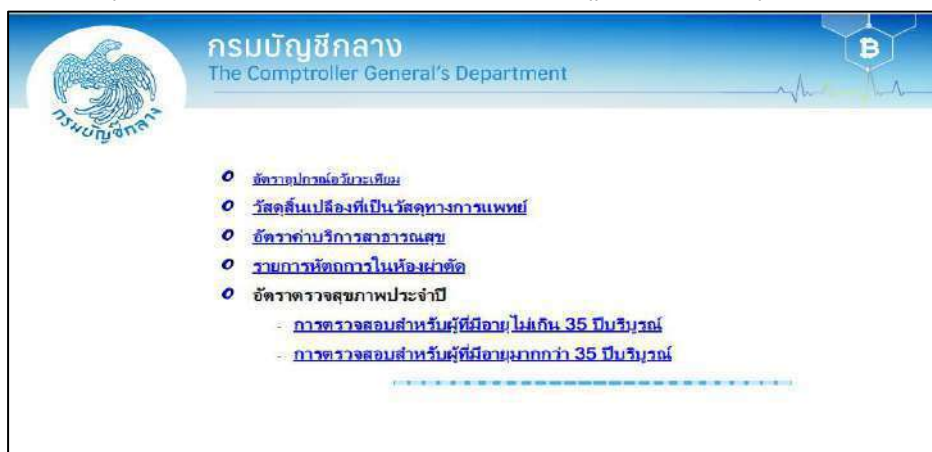 กรมบัญชีกลาง
The Comptroller General's Department
กรมบัญชีกลาง
B
อัตราอุปกรณ์อวัยวะเทียม
วัสดุสิ้นเปลืองที่เป็นวัสดุทางการแพทย์
อัตราค่าบริการสาธารณสุข
รายการหัตถการในห้องผ่าตัด
อัตราตรวจสุขภาพประจำปี
- การตรวจสอบสำหรับผู้ที่มีอายุไม่เกิน 35 ปีบริบูรณ์
- การตรวจสอบสำหรับผู้ที่มีอายุมากกว่า 35 ปีบริบูรณ์